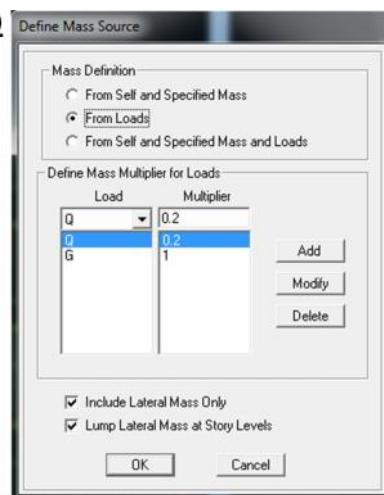 Define Mass Source
Mass Definition
From Self and Specified Mass
From Loads
From Self and Specified Mass and Loads
Define Mass Multiplier for Loads
Load Multiplier
Q 0.2
Q 0.2
G 1
Add
Modify
Delete
Include Lateral Mass Only
Lump Lateral Mass at Story Levels
OK Cancel